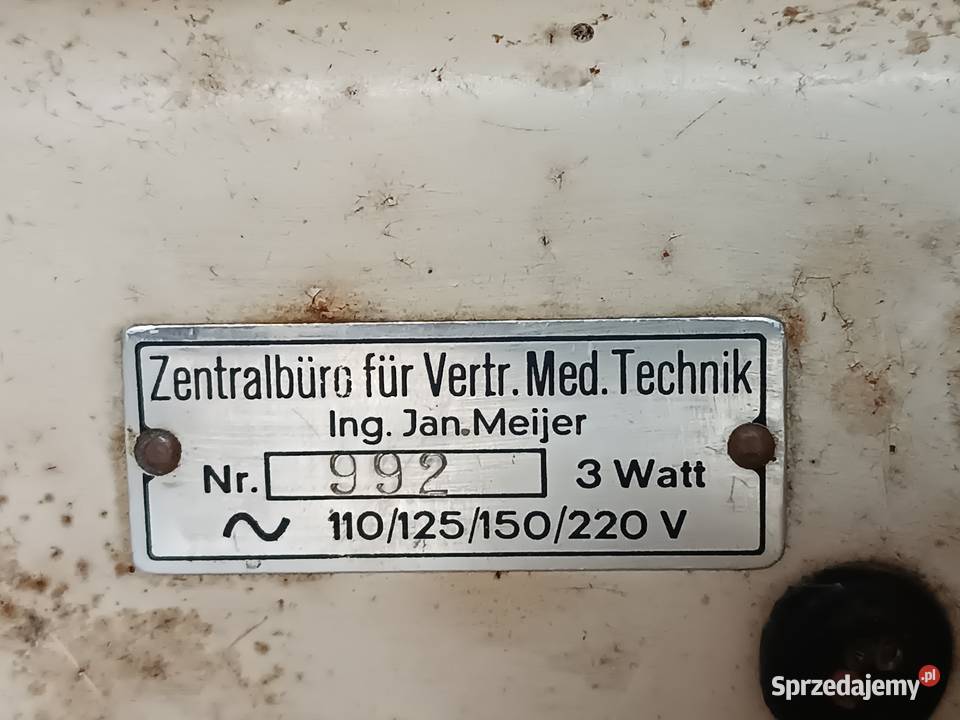 Zentralbüro für Vertr. Med. Technik
Ing. Jan. Meijer
Nr. 992 3 Watt
~ 110/125/150/220 V
Sprzedajemy.pl